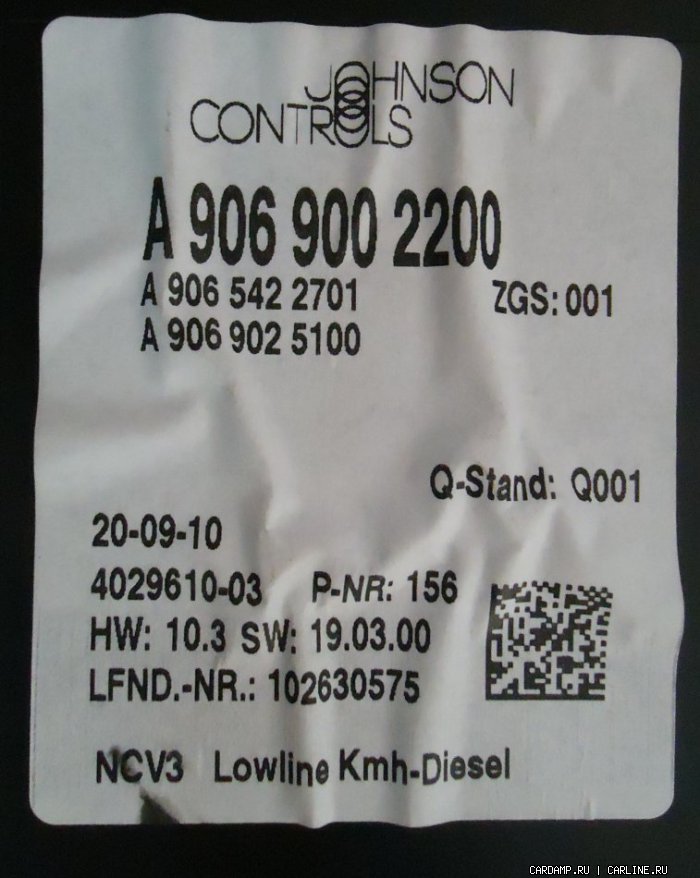 JOHNSON
CONTROLS
A 906 900 2200
A 906 542 2701 ZGS: 001
A 906 902 5100
Q-Stand: Q001
20-09-10
4029610-03 P-NR: 156
HW: 10.3 SW: 19.03.00
LFND.-NR.: 102630575
NCV3 Lowline Kmh-Diesel
CARDAMP.RU | CARLINE.RU